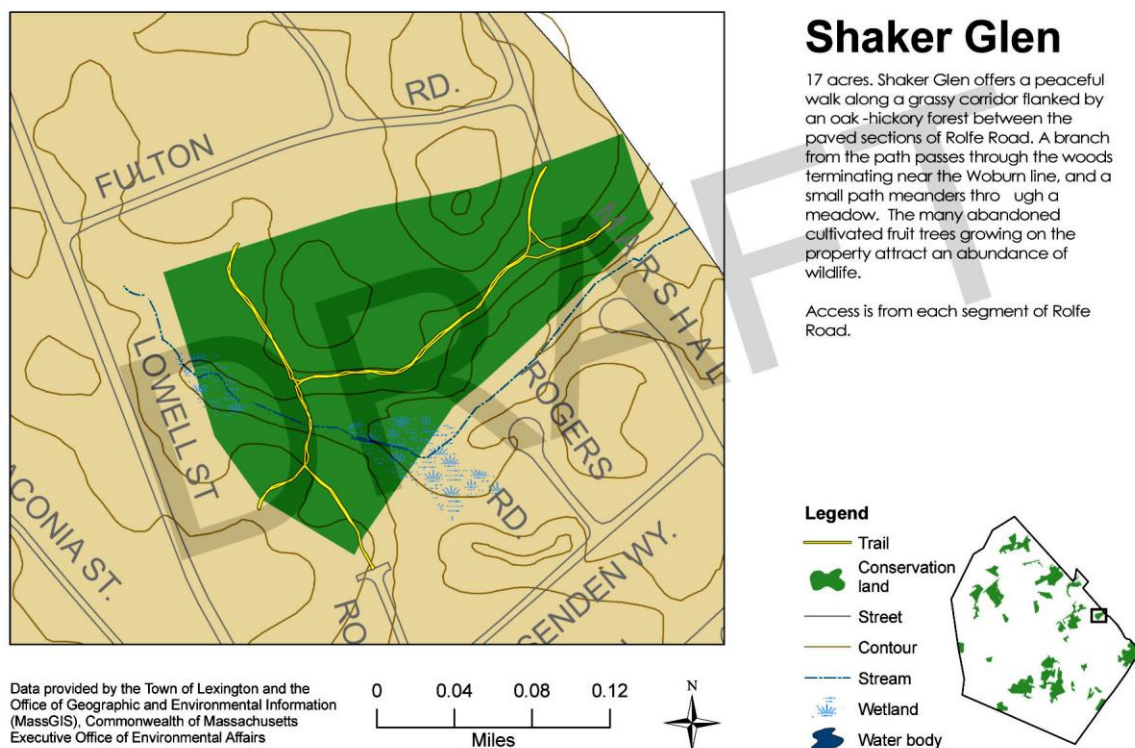 FULTON
RD.
MARSHAL
LOWELL ST
ROGERS
RD.
ACONIA ST.
SENDEN WY.
RO
DRAFT
Shaker Glen
17 acres. Shaker Glen offers a peaceful
walk along a grassy corridor flanked by
an oak -hickory forest between the
paved sections of Rolfe Road. A branch
from the path passes through the woods
terminating near the Woburn line, and a
small path meanders thro ugh a
meadow. The many abandoned
cultivated fruit trees growing on the
property attract an abundance of
wildlife.
Access is from each segment of Rolfe
Road.
Legend
Trail
Conservation
land
Street
Contour
Stream
Wetland
Water body
Data provided by the Town of Lexington and the
Office of Geographic and Environmental Information
(MassGIS), Commonwealth of Massachusetts
Executive Office of Environmental Affairs
0 0.04 0.08 0.12
Miles
N